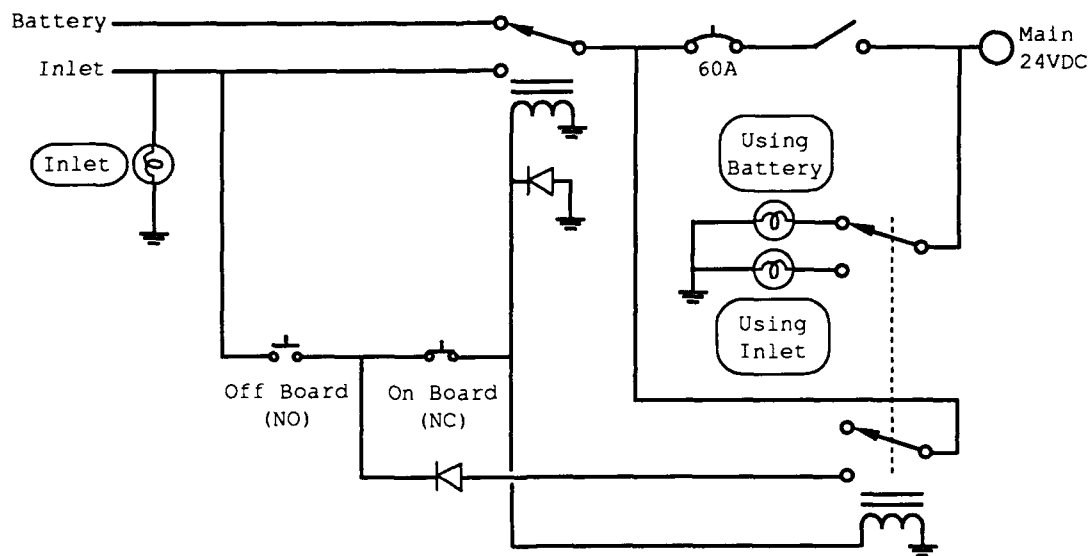 Battery
Main
24VDC
Inlet
60A
Inlet
Using
Battery
Using
Inlet
Off Board
(NO)
On Board
(NC)